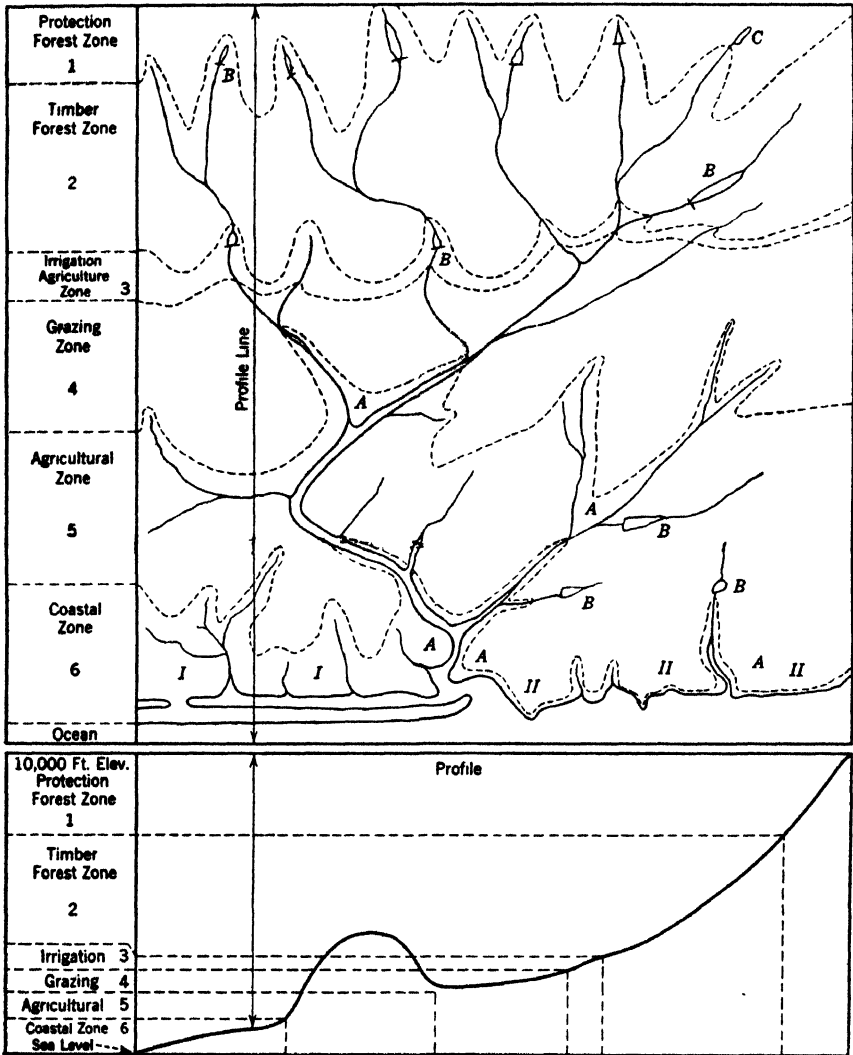 Protection
Forest Zone
1
Timber
Forest Zone
2
Irrigation
Agriculture
Zone 3
Grazing
Zone
4
Agricultural
Zone
5
Coastal
Zone
6
Ocean
Profile Line
B
C
B
B
A
A
B
B
B
A
A
A
I
I
II
II
II
10,000 Ft. Elev.
Protection
Forest Zone
1
Timber
Forest Zone
2
Irrigation 3
Grazing 4
Agricultural 5
Coastal Zone 6
Sea Level
Profile